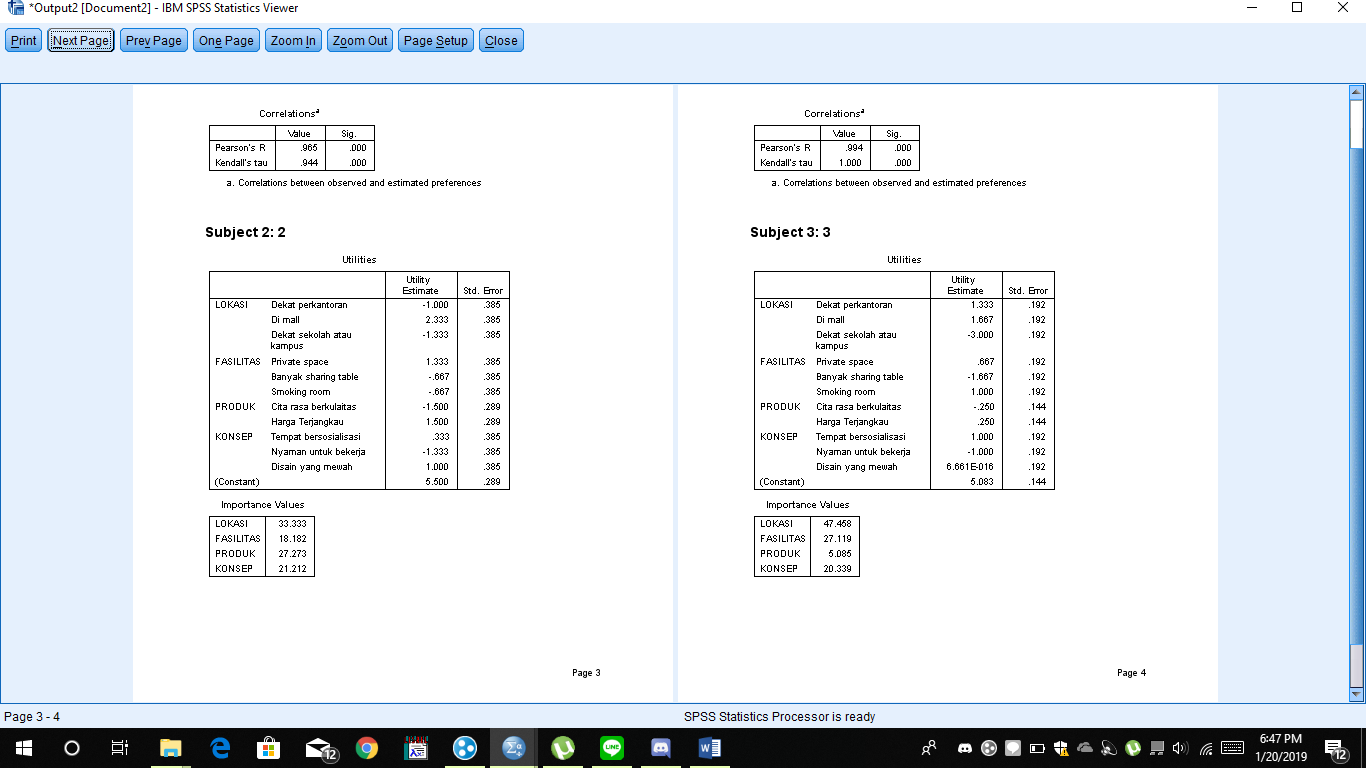 *Output2 [Document2] - IBM SPSS Statistics Viewer
Print Next Page Prev Page One Page Zoom In Zoom Out Page Setup Close
Correlationsª
Value Sig.
Pearson's R .965 .000
Kendall's tau .944 .000
a. Correlations between observed and estimated preferences
Subject 2: 2
Utilities
Utility Estimate Std. Error
LOKASI Dekat perkantoran -1.000 .385
Di mall 2.333 .385
Dekat sekolah atau kampus -1.333 .385
FASILITAS Private space 1.333 .385
Banyak sharing table -.667 .385
Smoking room -.667 .385
PRODUK Cita rasa berkulaitas -1.500 .289
Harga Terjangkau 1.500 .289
KONSEP Tempat bersosialisasi .333 .385
Nyaman untuk bekerja -1.333 .385
Disain yang mewah 1.000 .385
(Constant) 5.500 .289
Importance Values
LOKASI 33.333
FASILITAS 18.182
PRODUK 27.273
KONSEP 21.212
Page 3
Correlationsª
Value Sig.
Pearson's R .994 .000
Kendall's tau 1.000 .000
a. Correlations between observed and estimated preferences
Subject 3: 3
Utilities
Utility Estimate Std. Error
LOKASI Dekat perkantoran 1.333 .192
Di mall 1.667 .192
Dekat sekolah atau kampus -3.000 .192
FASILITAS Private space .667 .192
Banyak sharing table -1.667 .192
Smoking room 1.000 .192
PRODUK Cita rasa berkulaitas -.250 .144
Harga Terjangkau .250 .144
KONSEP Tempat bersosialisasi 1.000 .192
Nyaman untuk bekerja -1.000 .192
Disain yang mewah 6.661E-016 .192
(Constant) 5.083 .144
Importance Values
LOKASI 47.458
FASILITAS 27.119
PRODUK 5.085
KONSEP 20.339
Page 4
Page 3 - 4
SPSS Statistics Processor is ready
12
LINE
6:47 PM
1/20/2019
12